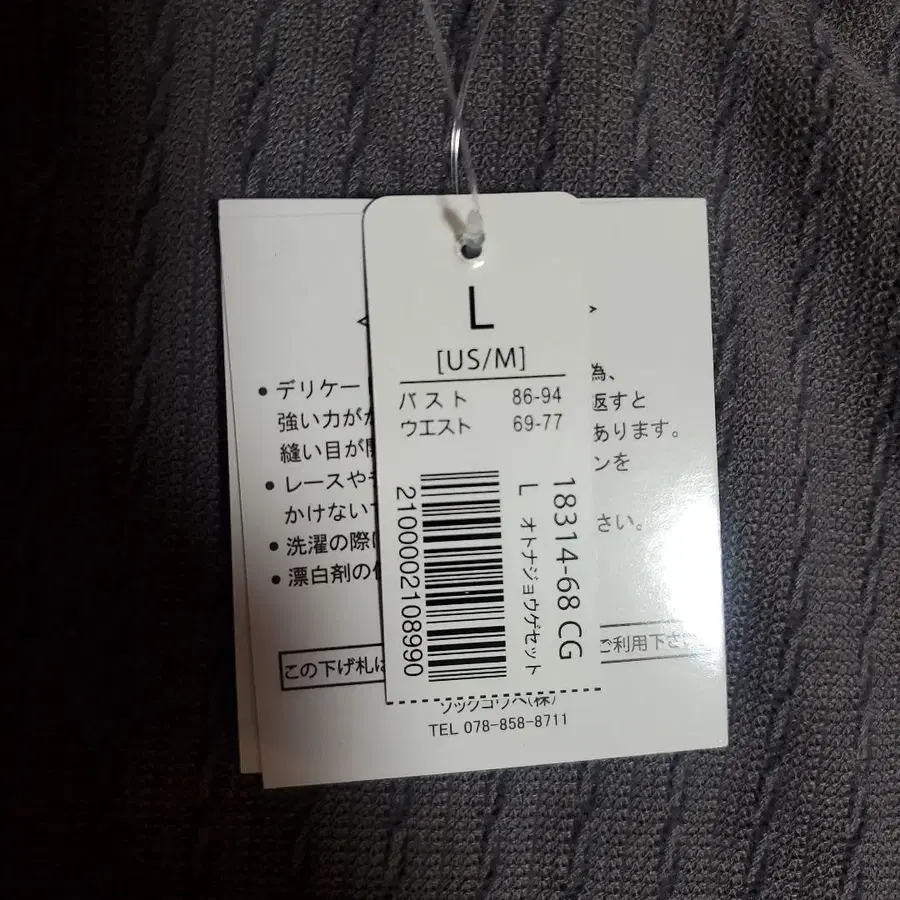 L
[US/M]
バスト 86-94
ウエスト 69-77
18314-68 CG
L オトナジョウゲセット
2100000210899​0
・デリケー
強い力が
縫い目が
・レースや
かけない
・洗濯の際
・漂白剤の
為、
返すと
あります。
ンを
さい。
この下げ札は
ご利用下さ
(株)
TEL 078-858-8711